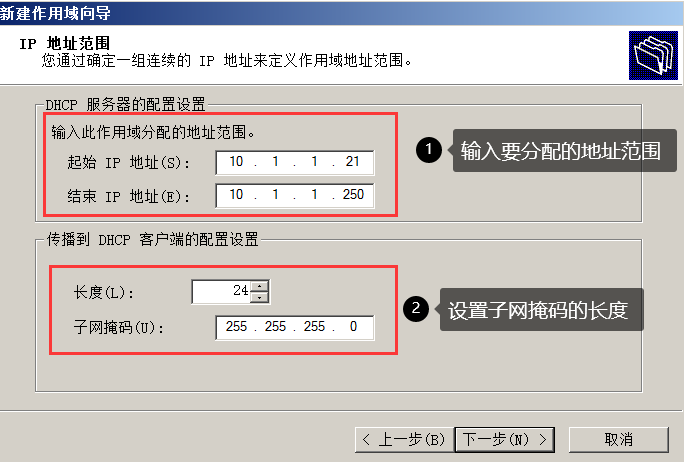 新建作用域向导
IP 地址范围
您通过确定一组连续的 IP 地址来定义作用域地址范围。
DHCP 服务器的配置设置
输入此作用域分配的地址范围。
起始 IP 地址(S): 10 . 1 . 1 . 21
1 输入要分配的地址范围
结束 IP 地址(E): 10 . 1 . 1 . 250
传播到 DHCP 客户端的配置设置
长度(L): 24
2 设置子网掩码的长度
子网掩码(U): 255 . 255 . 255 . 0
< 上一步(B) 下一步(N) > 取消